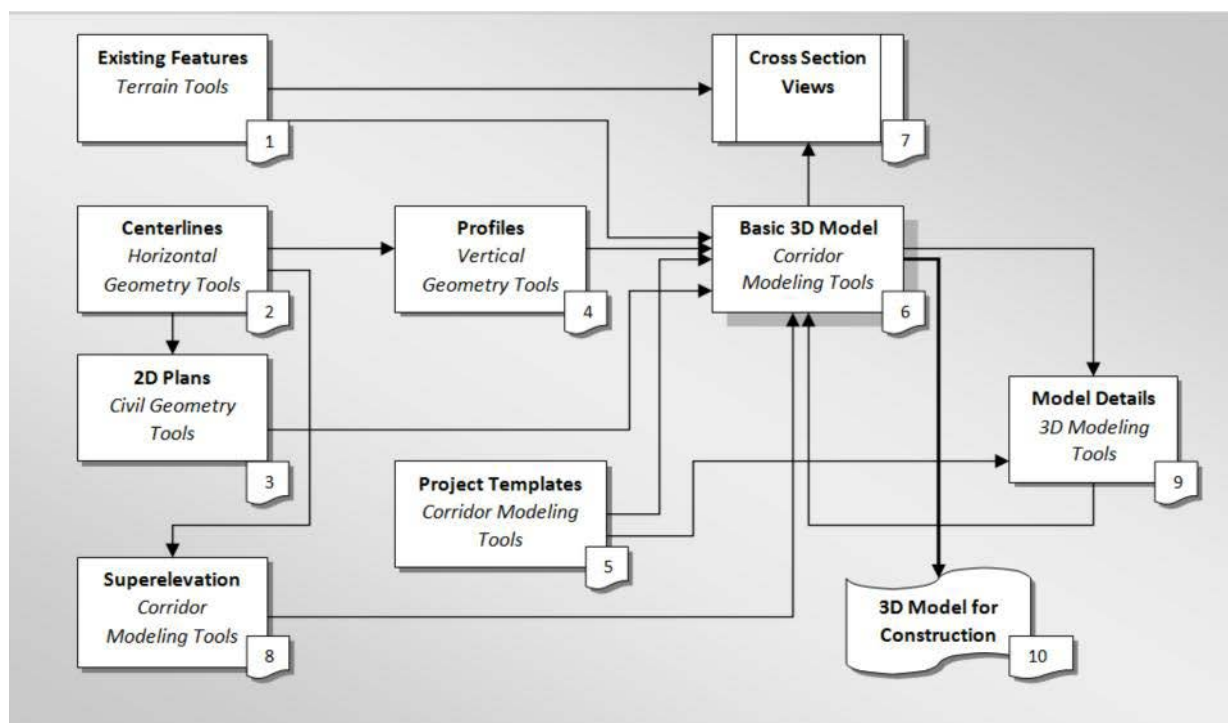 Existing Features
Terrain Tools
1
Cross Section
Views
7
Centerlines
Horizontal
Geometry Tools
2
Profiles
Vertical
Geometry Tools
4
Basic 3D Model
Corridor
Modeling Tools
6
2D Plans
Civil Geometry
Tools
3
Model Details
3D Modeling
Tools
9
Project Templates
Corridor Modeling
Tools
5
Superelevation
Corridor
Modeling Tools
8
3D Model for
Construction
10